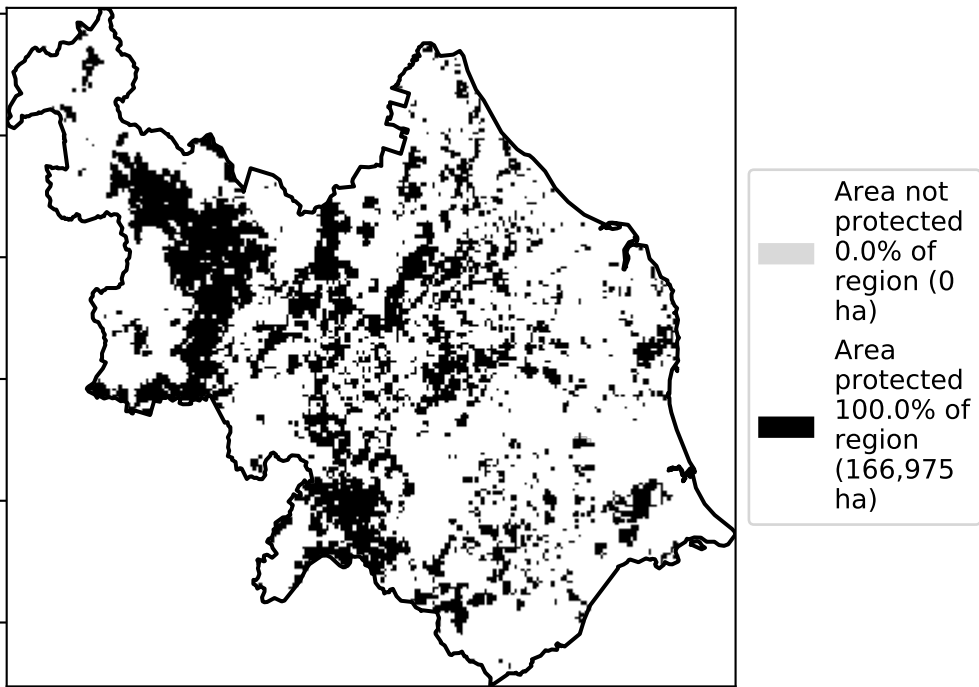 Area not
protected
0.0% of
region (0
ha)
Area
protected
100.0% of
region
(166,975
ha)